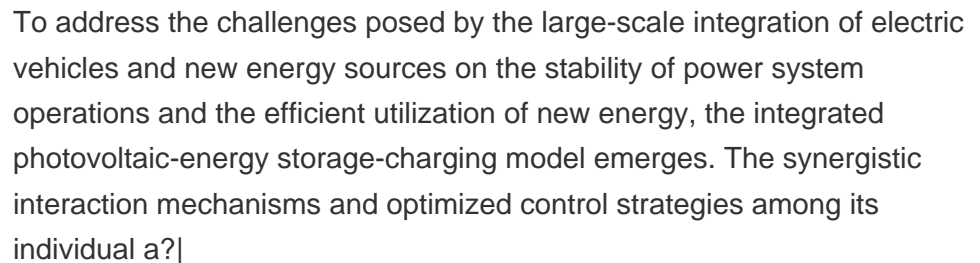 To address the challenges posed by the large-scale integration of electric
vehicles and new energy sources on the stability of power system
operations and the efficient utilization of new energy, the integrated
photovoltaic-energy storage-charging model emerges. The synergistic
interaction mechanisms and optimized control strategies among its
individual a?|